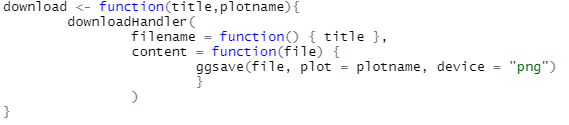 download <- function(title,plotname){
downloadHandler(
filename = function() { title },
content = function(file) {
ggsave(file, plot = plotname, device = "png")
}
)
}